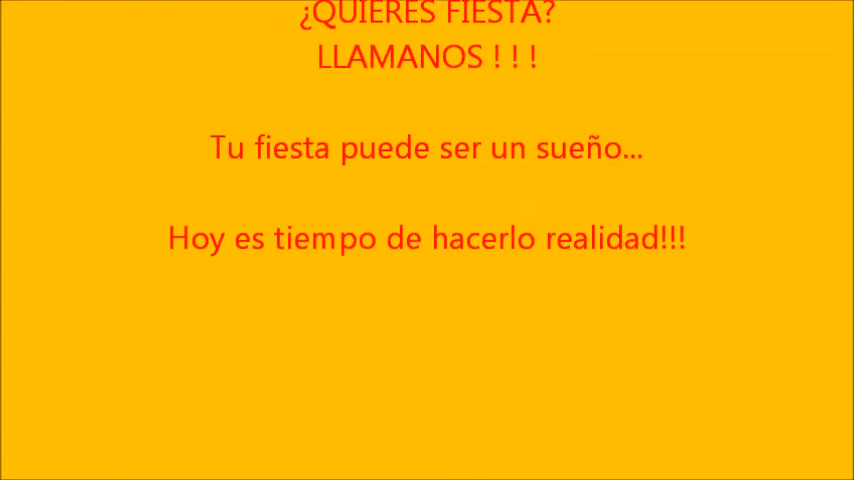 ¿QUIERES FIESTA?
LLAMANOS ! ! !
Tu fiesta puede ser un sueño...
Hoy es tiempo de hacerlo realidad!!!